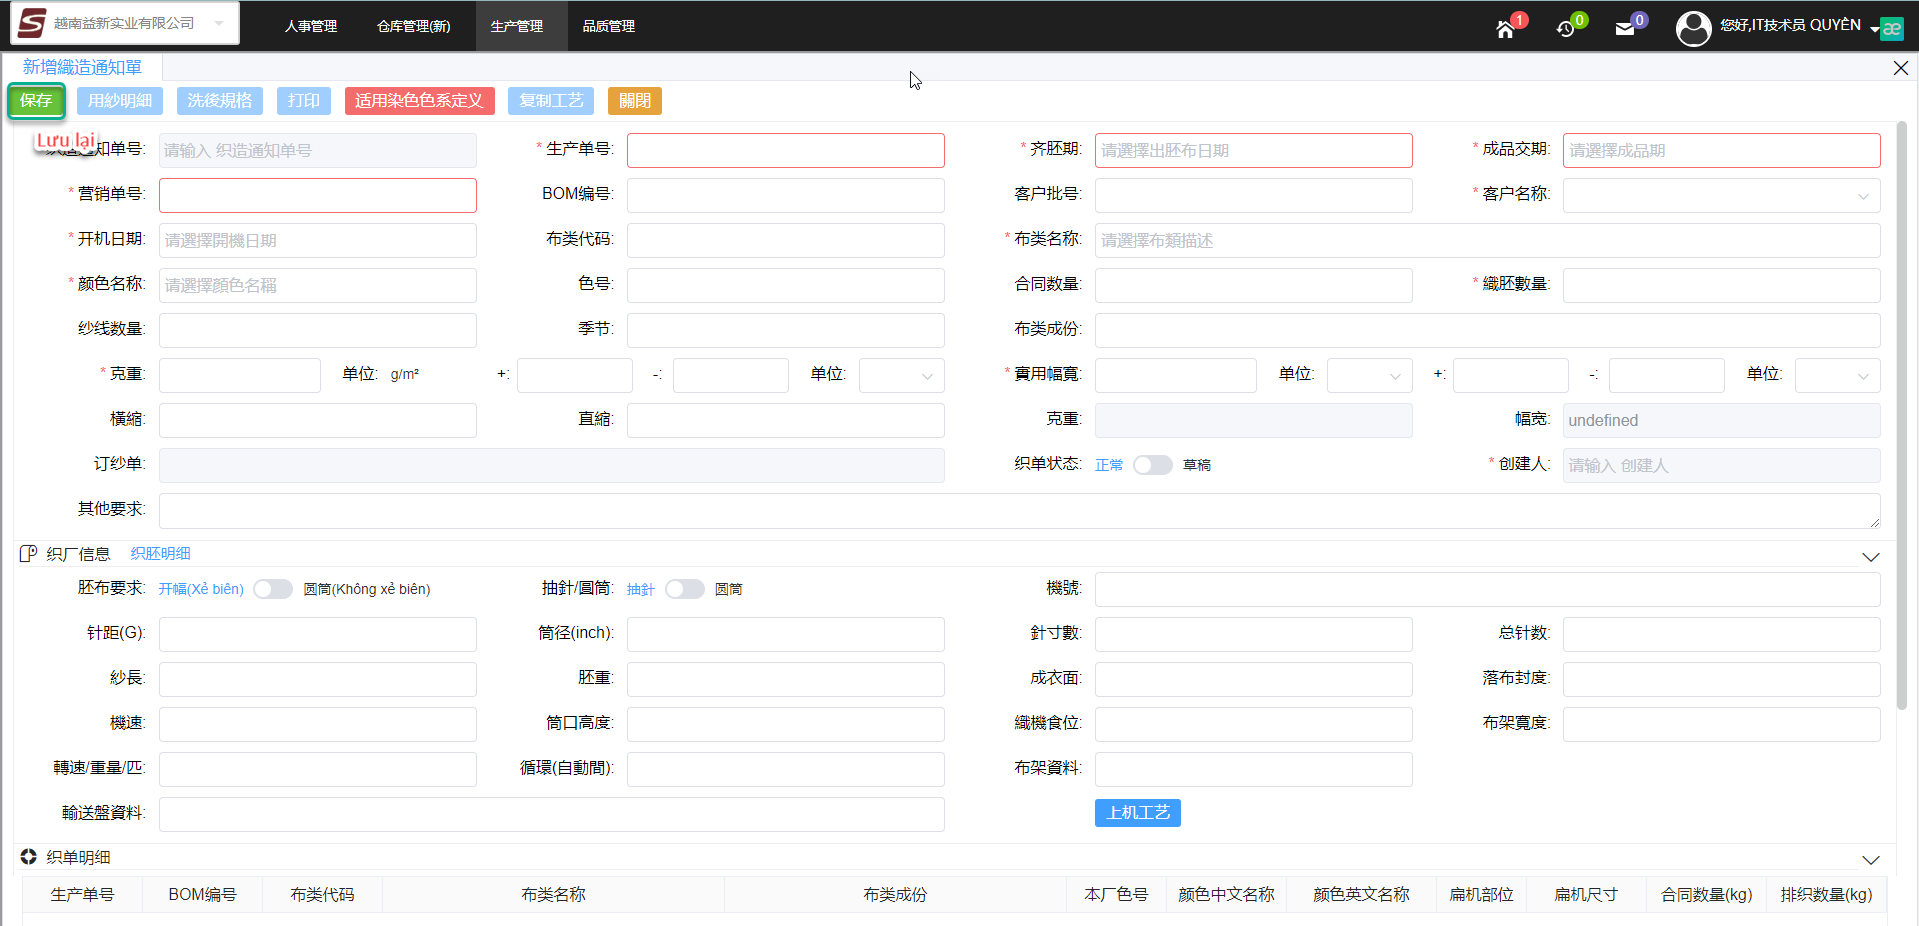 越南益新实业有限公司 人事管理 仓库管理(新) 生产管理 品质管理 1 0 0 您好,IT技术员 QUYÊN æ
新增織造通知單
保存 用紗明細 洗後規格 打印 适用染色色系定义 复制工艺 關閉
Lưu lại
知单号: 请输入 织造通知单号 * 生产单号: * 齐胚期: 请選擇出胚布日期 * 成品交期: 请選擇成品期
* 营销单号: BOM编号: 客户批号: * 客户名称:
* 开机日期: 请選擇開機日期 布类代码: * 布类名称: 请選擇布類描述
* 颜色名称: 请選擇顏色名稱 色号: 合同数量: * 織胚數量:
纱线数量: 季节: 布类成份:
* 克重: 单位: g/m² +: -: 单位: * 實用幅寬: 单位: +: -: 单位:
橫縮: 直縮: 克重: 幅宽: undefined
订纱单: 织单状态: 正常 草稿 * 创建人: 请输入 创建人
其他要求:
织厂信息 织胚明细
胚布要求: 开幅(Xẻ biên) 圆筒(Không xẻ biên) 抽針/圓筒: 抽針 圆筒 機號:
针距(G): 筒径(inch): 針寸數: 总针数:
紗長: 胚重: 成衣面: 落布封度:
機速: 筒口高度: 織機食位: 布架寬度:
轉速/重量/匹: 循環(自動間): 布架資料:
輸送盤資料: 上机工艺
织单明细
生产单号 BOM编号 布类代码 布类名称 布类成份 本厂色号 颜色中文名称 颜色英文名称 扁机部位 扁机尺寸 合同数量(kg) 排织数量(kg)